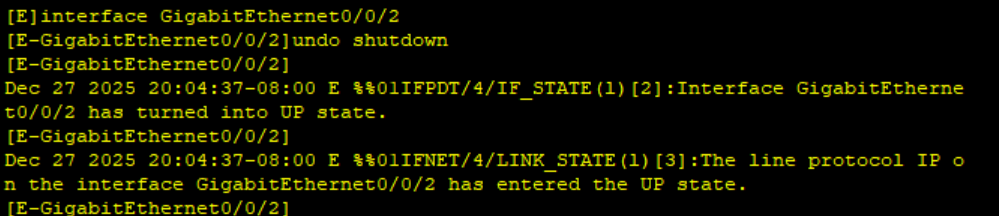 [E]interface GigabitEthernet0/0/2
[E-GigabitEthernet0/0/2]undo shutdown
[E-GigabitEthernet0/0/2]
Dec 27 2025 20:04:37-08:00 E %%01IFPDT/4/IF_STATE(l)[2]:Interface GigabitEtherne
t0/0/2 has turned into UP state.
[E-GigabitEthernet0/0/2]
Dec 27 2025 20:04:37-08:00 E %%01IFNET/4/LINK_STATE(l)[3]:The line protocol IP o
n the interface GigabitEthernet0/0/2 has entered the UP state.
[E-GigabitEthernet0/0/2]